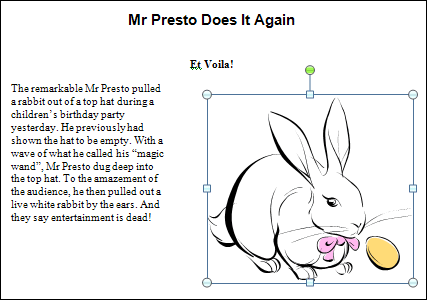 Mr Presto Does It Again
Et Voila!
The remarkable Mr Presto pulled
a rabbit out of a top hat during a
children's birthday party
yesterday. He previously had
shown the hat to be empty. With a
wave of what he called his “magic
wand”, Mr Presto dug deep into
the top hat. To the amazement of
the audience, he then pulled out a
live white rabbit by the ears. And
they say entertainment is dead!